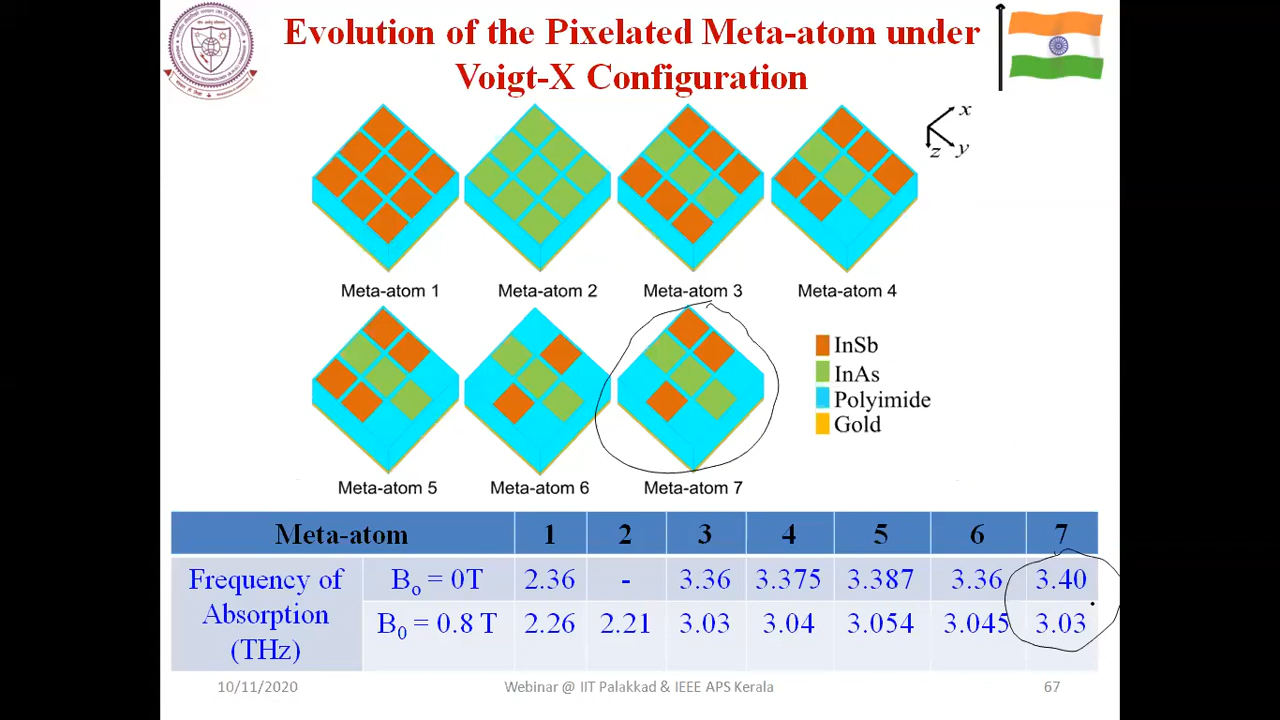 Evolution of the Pixelated Meta-atom under
Voigt-X Configuration
x
z y
Meta-atom 1 Meta-atom 2 Meta-atom 3 Meta-atom 4
InSb
InAs
Polyimide
Gold
Meta-atom 5 Meta-atom 6 Meta-atom 7
Meta-atom 1 2 3 4 5 6 7
Frequency of Absorption (THz)
Bo = 0T 2.36 - 3.36 3.375 3.387 3.36 3.40
B0 = 0.8 T 2.26 2.21 3.03 3.04 3.054 3.045 3.03
10/11/2020 Webinar @ IIT Palakkad & IEEE APS Kerala 67